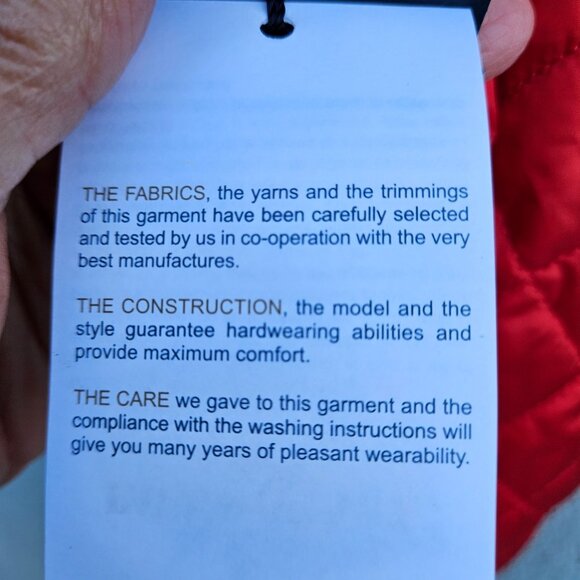 THE FABRICS, the yarns and the trimmings
of this garment have been carefully selected
and tested by us in co-operation with the very
best manufactures.
THE CONSTRUCTION, the model and the
style guarantee hardwearing abilities and
provide maximum comfort.
THE CARE we gave to this garment and the
compliance with the washing instructions will
give you many years of pleasant wearability.